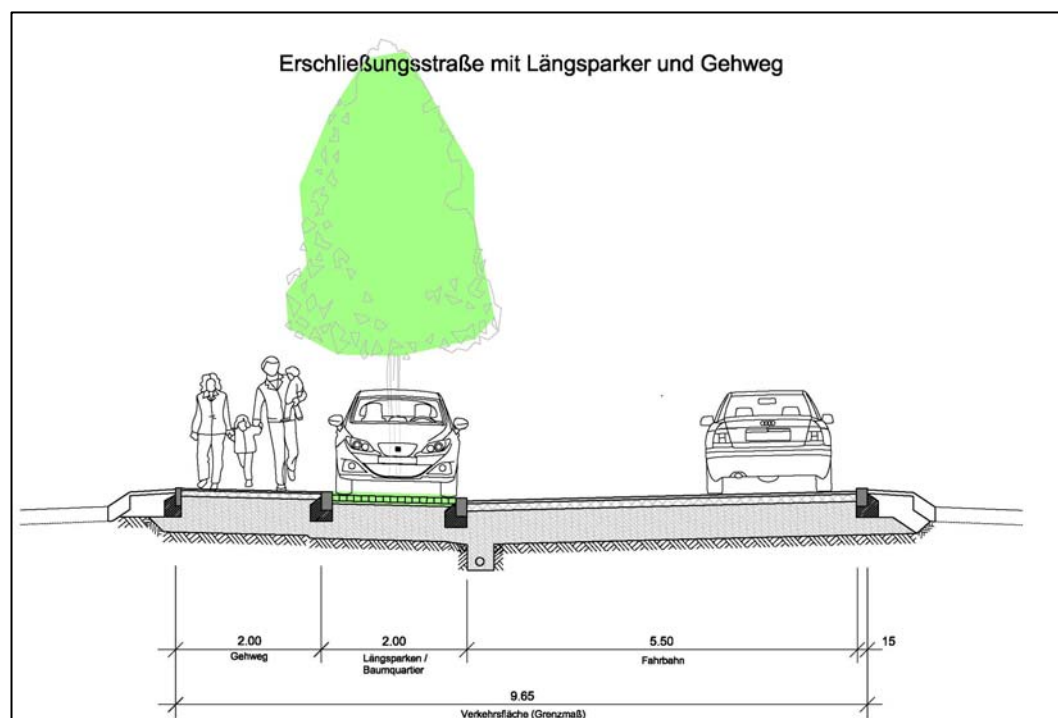 Erschließungsstraße mit Längsparker und Gehweg
2.00
Gehweg
2.00
Längsparken /
Baumquartier
5.50
Fahrbahn
15
9.65
Verkehrsfläche (Grenzmaß)